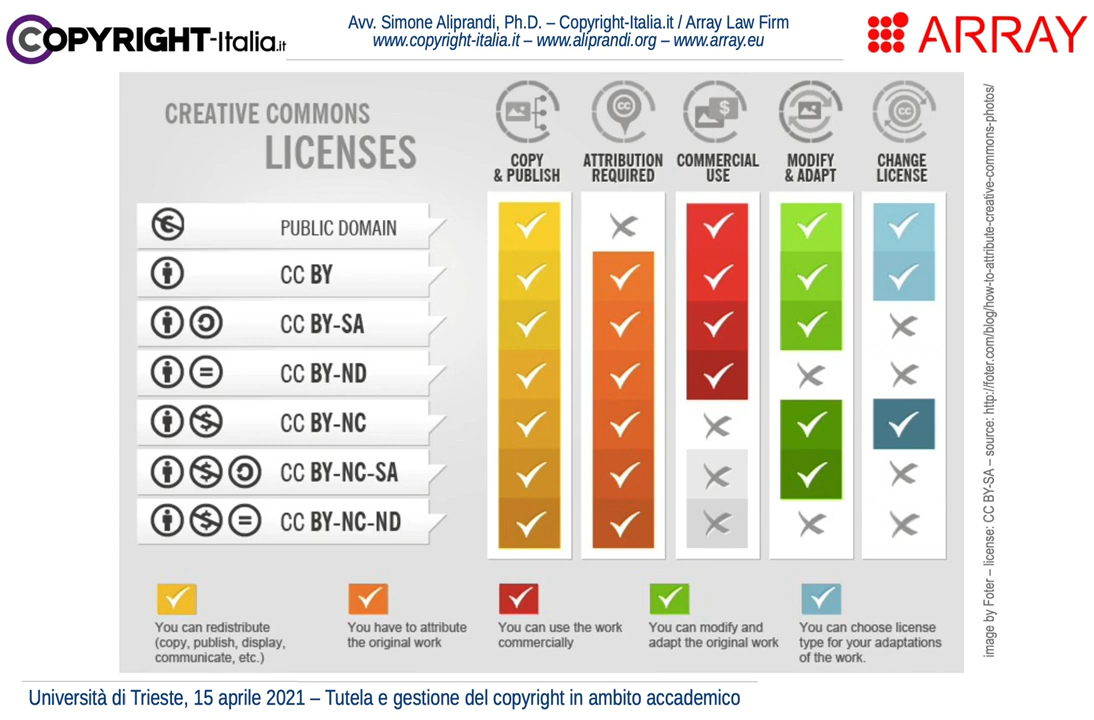 COPYRIGHT-Italia.it
Avv. Simone Aliprandi, Ph.D. – Copyright-Italia.it / Array Law Firm
www.copyright-italia.it – www.aliprandi.org – www.array.eu
ARRAY
CREATIVE COMMONS
LICENSES
COPY
& PUBLISH
ATTRIBUTION
REQUIRED
COMMERCIAL
USE
MODIFY
& ADAPT
CHANGE
LICENSE
PUBLIC DOMAIN
CC BY
CC BY-SA
CC BY-ND
CC BY-NC
CC BY-NC-SA
CC BY-NC-ND
You can redistribute
(copy, publish, display,
communicate, etc.)
You have to attribute
the original work
You can use the work
commercially
You can modify and
adapt the original work
You can choose license
type for your adaptations
of the work.
image by Foter – license: CC BY-SA – source: http://foter.com/blog/how-to-attribute-creative-commons-photos/
Università di Trieste, 15 aprile 2021 – Tutela e gestione del copyright in ambito accademico